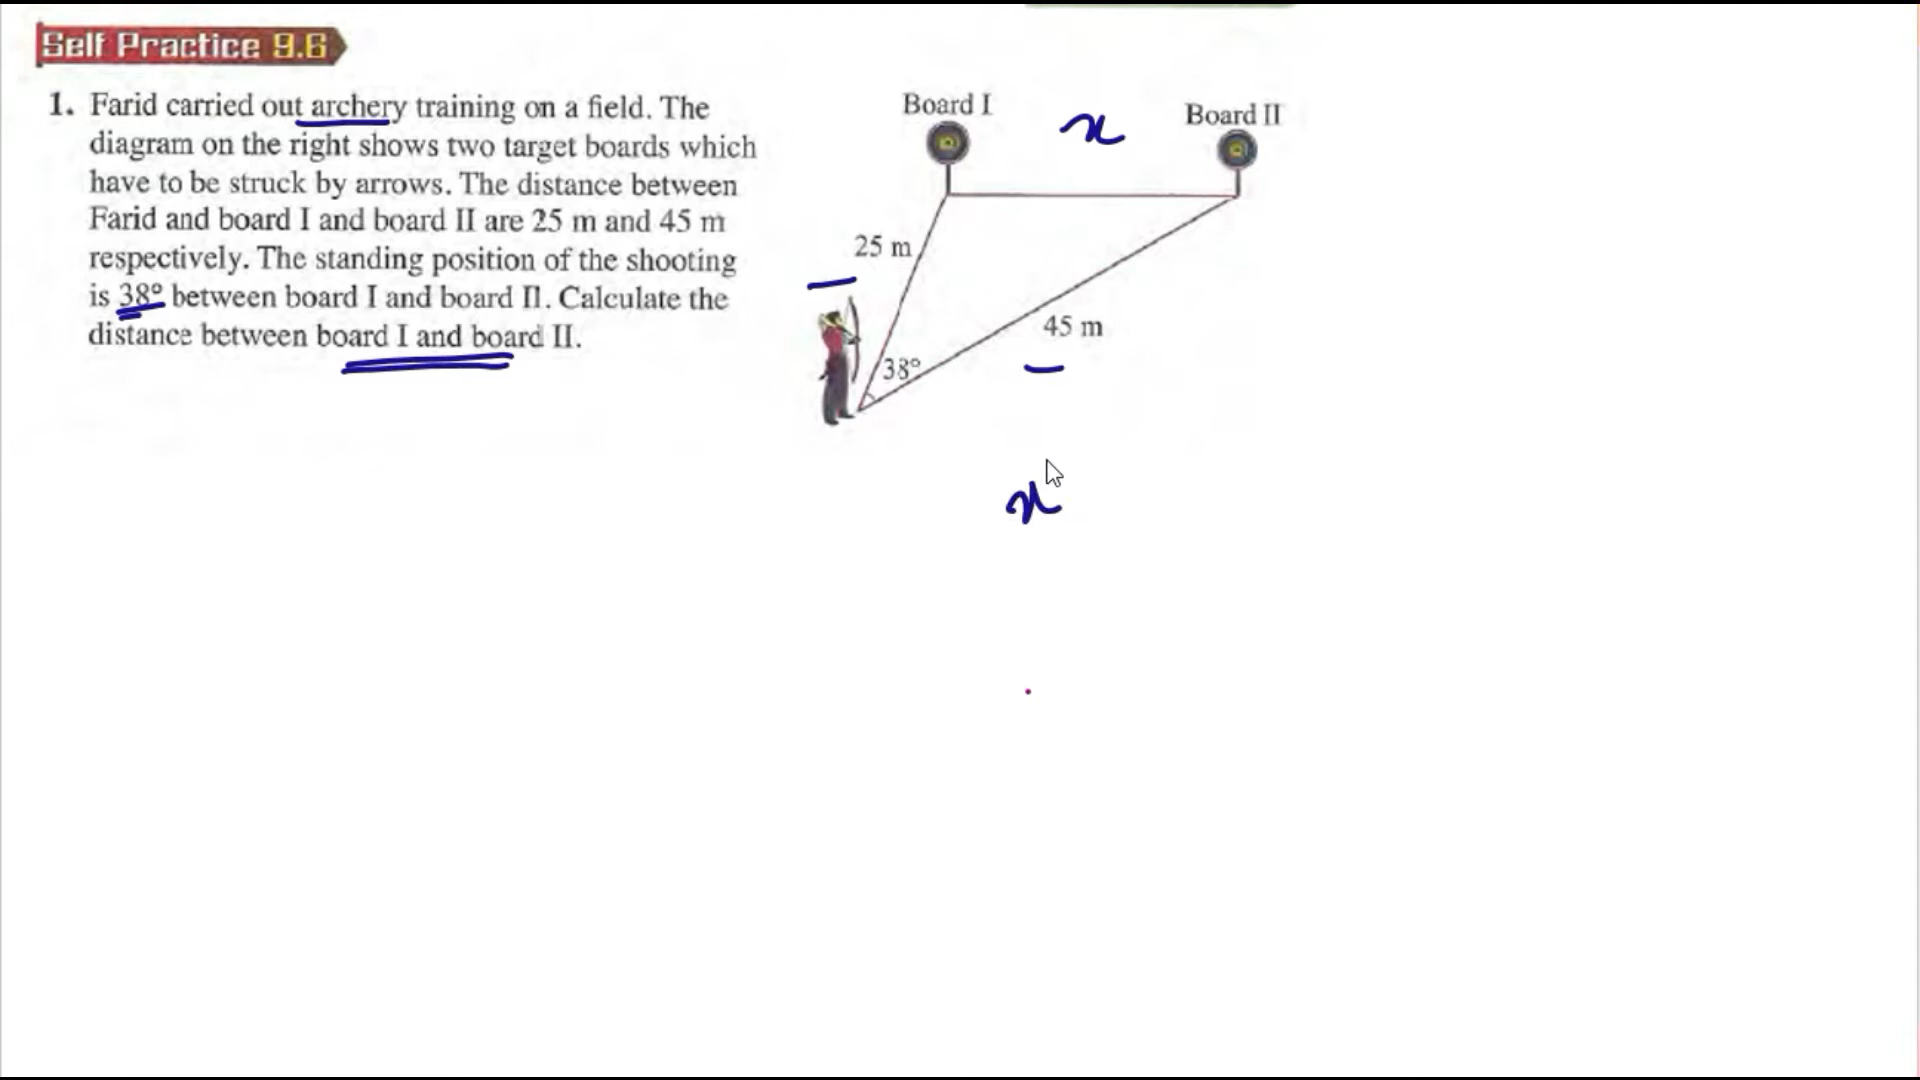 Self Practice 9.6
1. Farid carried out archery training on a field. The
diagram on the right shows two target boards which
have to be struck by arrows. The distance between
Farid and board I and board II are 25 m and 45 m
respectively. The standing position of the shooting
is 38° between board I and board II. Calculate the
distance between board I and board II.
Board I
x
Board II
25 m
45 m
38°
x